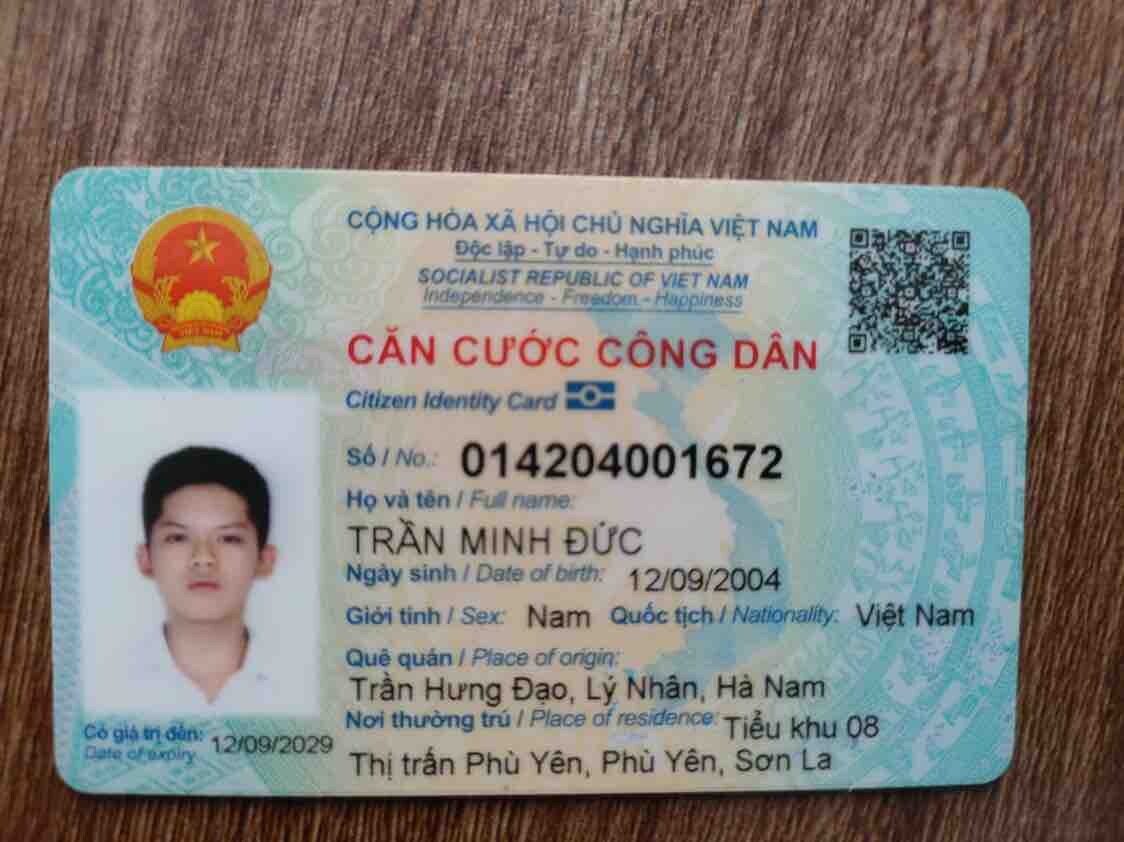 CỘNG HÒA XÃ HỘI CHỦ NGHĨA VIỆT NAM
Độc lập - Tự do - Hạnh phúc
SOCIALIST REPUBLIC OF VIET NAM
Independence - Freedom - Happiness
CĂN CƯỚC CÔNG DÂN
Citizen Identity Card
Số / No.: 014204001672
Họ và tên / Full name:
TRẦN MINH ĐỨC
Ngày sinh / Date of birth: 12/09/2004
Giới tính / Sex: Nam Quốc tịch / Nationality: Việt Nam
Quê quán / Place of origin:
Trần Hưng Đạo, Lý Nhân, Hà Nam
Nơi thường trú / Place of residence: Tiểu khu 08
Thị trấn Phù Yên, Phù Yên, Sơn La
Có giá trị đến: 12/09/2029
Date of expiry
VIỆT NAM